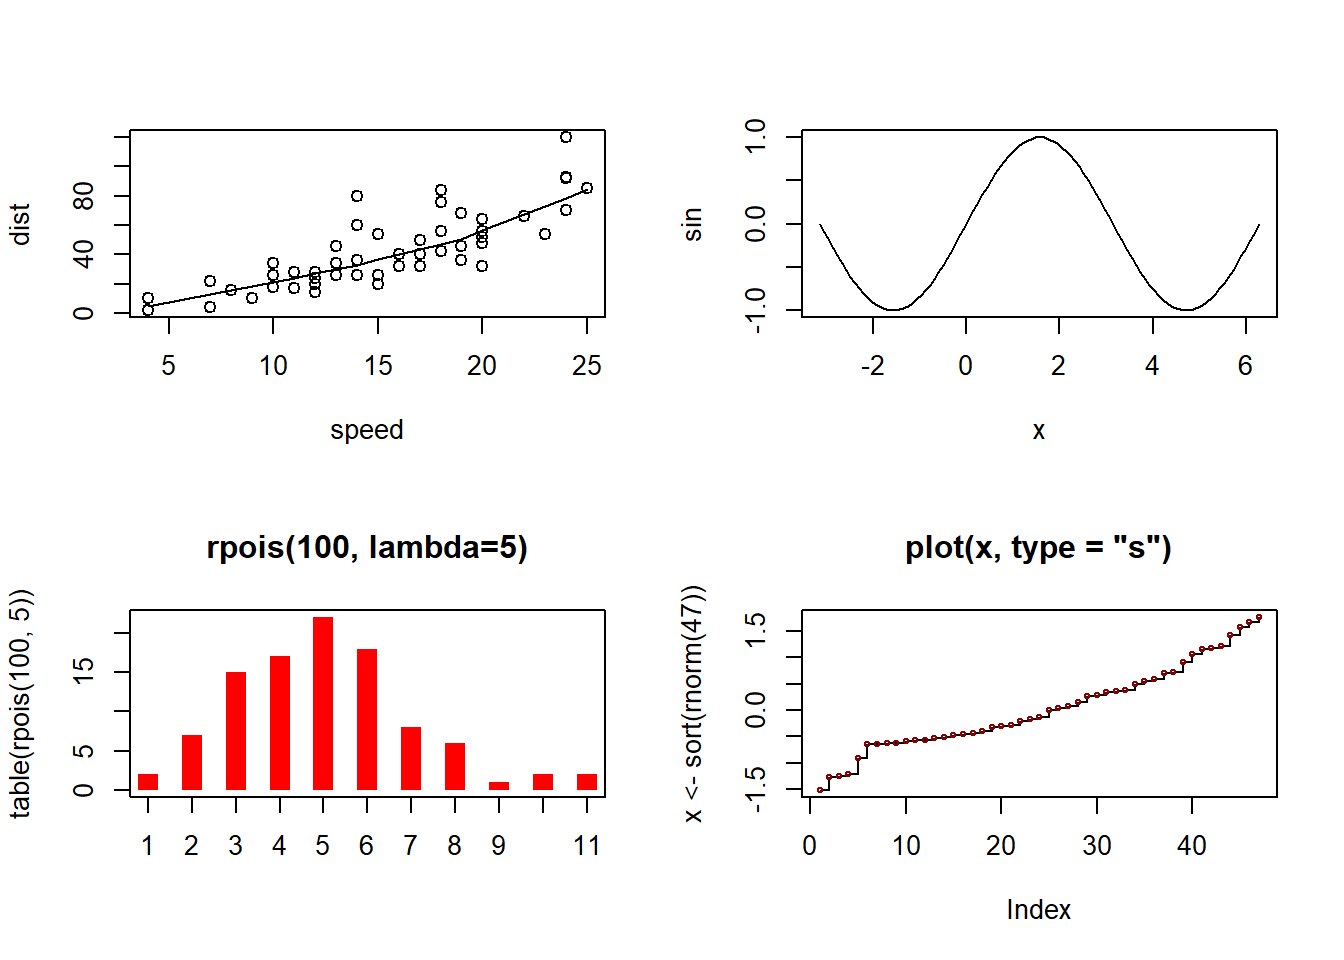 dist
0 40 80
5 10 15 20 25
speed
sin
-1.0 0.0 1.0
-2 0 2 4 6
x
rpois(100, lambda=5)
table(rpois(100, 5))
0 5 15
1 2 3 4 5 6 7 8 9 11
plot(x, type = "s")
x <- sort(rnorm(47))
-1.5 0.0 1.5
0 10 20 30 40
Index